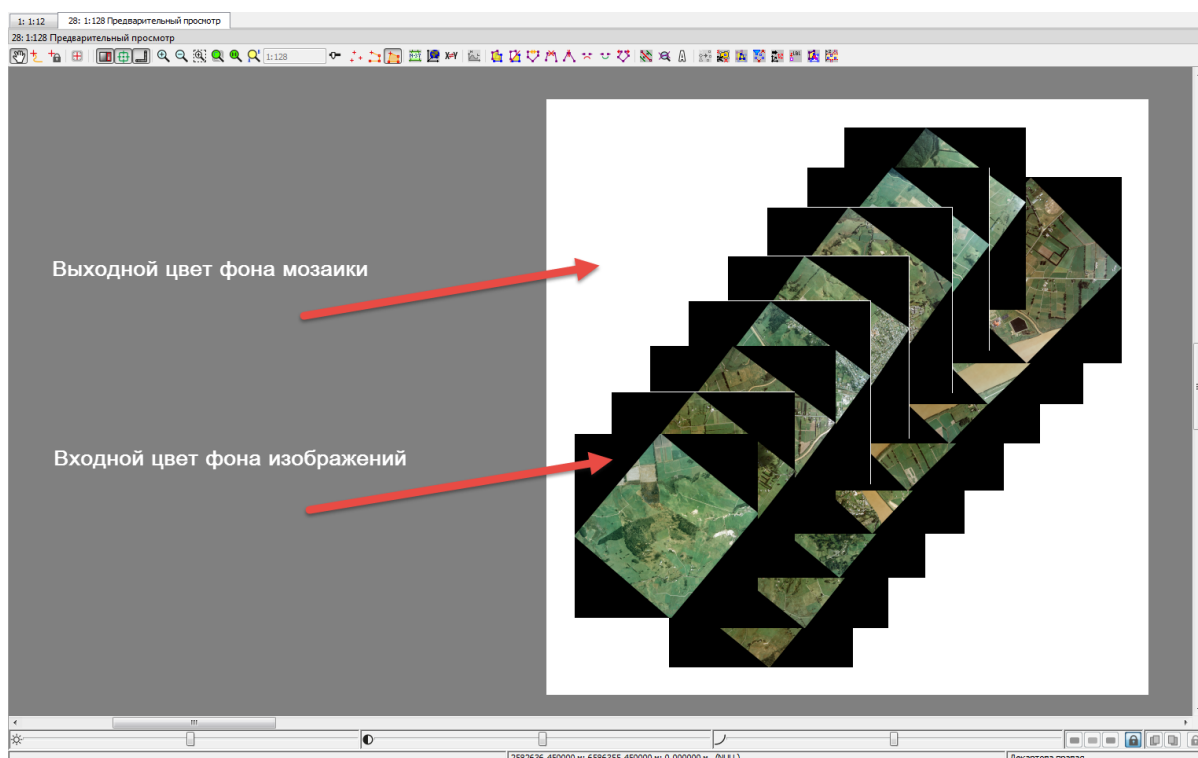 1: 1:12
28: 1:128 Предварительный просмотр
28: 1:128 Предварительный просмотр
1:128
Выходной цвет фона мозаики
Входной цвет фона изображений